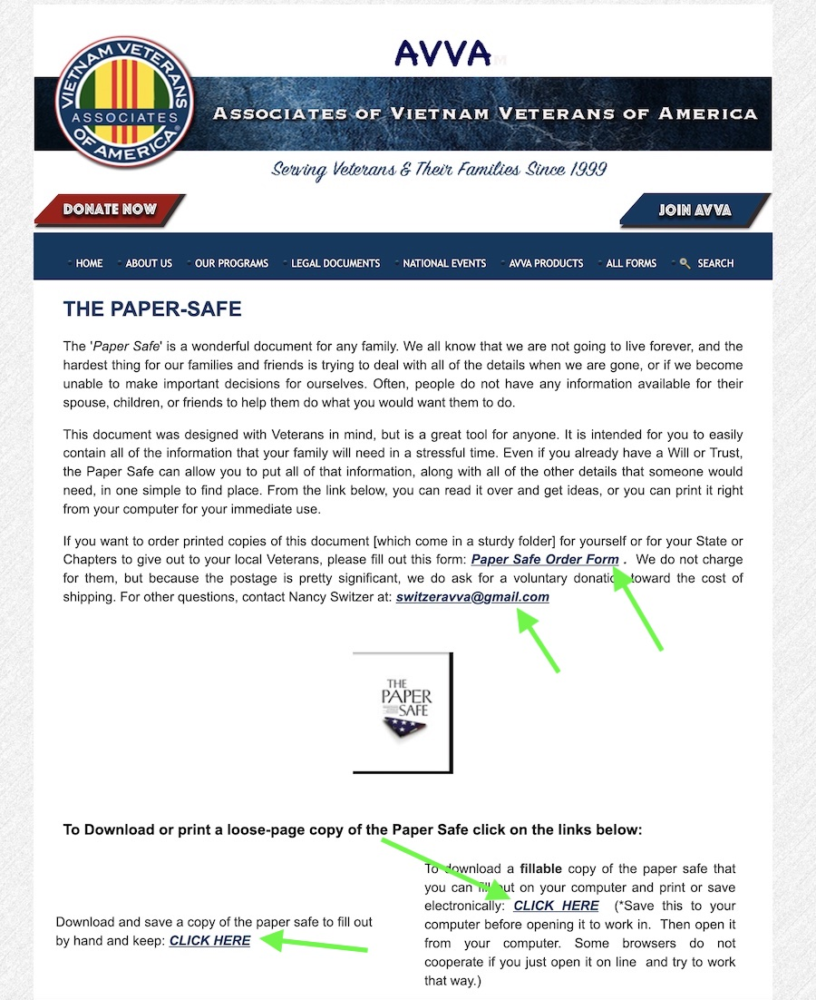 AVVA
VIETNAM VETERANS
ASSOCIATES
OF AMERICA
ASSOCIATES OF VIETNAM VETERANS OF AMERICA
Serving Veterans & Their Families Since 1999
DONATE NOW
JOIN AVVA
HOME ABOUT US OUR PROGRAMS LEGAL DOCUMENTS NATIONAL EVENTS AVVA PRODUCTS ALL FORMS SEARCH
THE PAPER-SAFE
The 'Paper Safe' is a wonderful document for any family. We all know that we are not going to live forever, and the
hardest thing for our families and friends is trying to deal with all of the details when we are gone, or if we become
unable to make important decisions for ourselves. Often, people do not have any information available for their
spouse, children, or friends to help them do what you would want them to do.
This document was designed with Veterans in mind, but is a great tool for anyone. It is intended for you to easily
contain all of the information that your family will need in a stressful time. Even if you already have a Will or Trust,
the Paper Safe can allow you to put all of that information, along with all of the other details that someone would
need, in one simple to find place. From the link below, you can read it over and get ideas, or you can print it right
from your computer for your immediate use.
If you want to order printed copies of this document [which come in a sturdy folder] for yourself or for your State or
Chapters to give out to your local Veterans, please fill out this form: Paper Safe Order Form . We do not charge
for them, but because the postage is pretty significant, we do ask for a voluntary donation toward the cost of
shipping. For other questions, contact Nancy Switzer at: switzeravva@gmail.com
THE
PAPER
SAFE
To Download or print a loose-page copy of the Paper Safe click on the links below:
Download and save a copy of the paper safe to fill out
by hand and keep: CLICK HERE
To download a fillable copy of the paper safe that
you can fill out on your computer and print or save
electronically: CLICK HERE (*Save this to your
computer before opening it to work in. Then open it
from your computer. Some browsers do not
cooperate if you just open it on line and try to work
that way.)